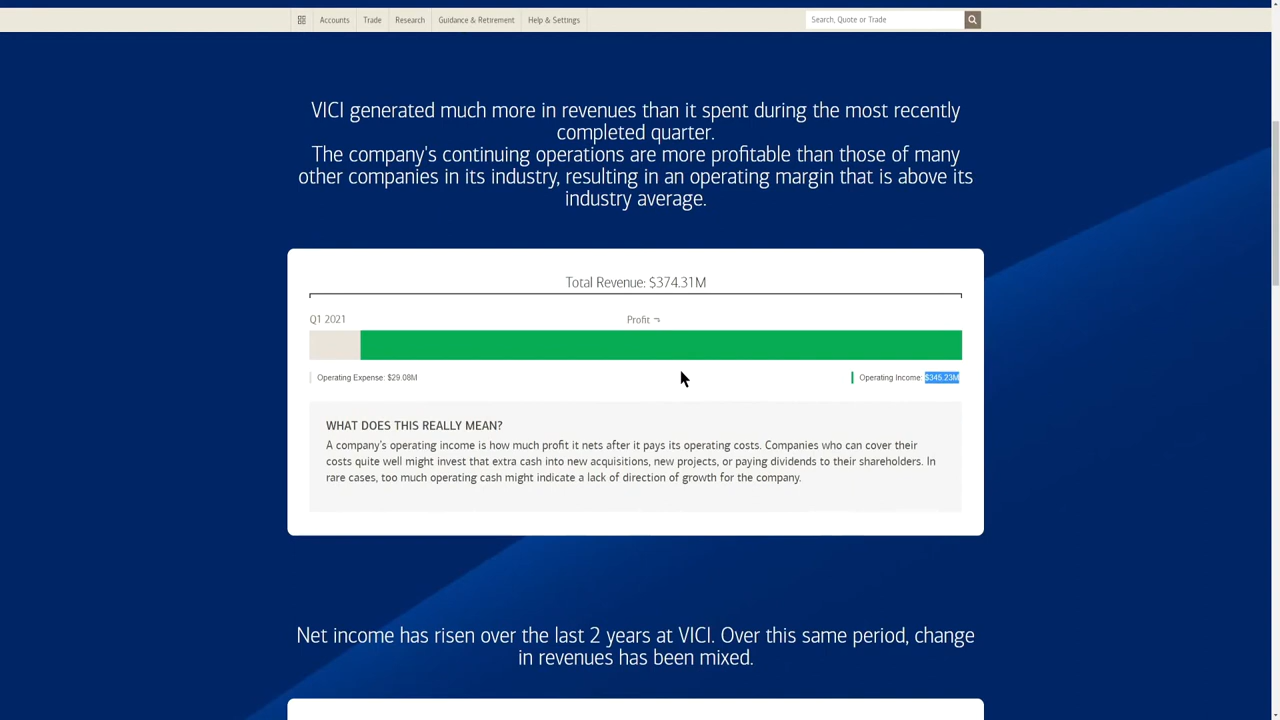 Accounts
Trade
Research
Guidance & Retirement
Help & Settings
Search, Quote or Trade
VICI generated much more in revenues than it spent during the most recently
completed quarter.
The company's continuing operations are more profitable than those of many
other companies in its industry, resulting in an operating margin that is above its
industry average.
Total Revenue: $374.31M
Q1 2021
Profit ¬
Operating Expense: $29.08M
Operating Income: $345.23M
WHAT DOES THIS REALLY MEAN?
A company's operating income is how much profit it nets after it pays its operating costs. Companies who can cover their
costs quite well might invest that extra cash into new acquisitions, new projects, or paying dividends to their shareholders. In
rare cases, too much operating cash might indicate a lack of direction of growth for the company.
Net income has risen over the last 2 years at VICI. Over this same period, change
in revenues has been mixed.